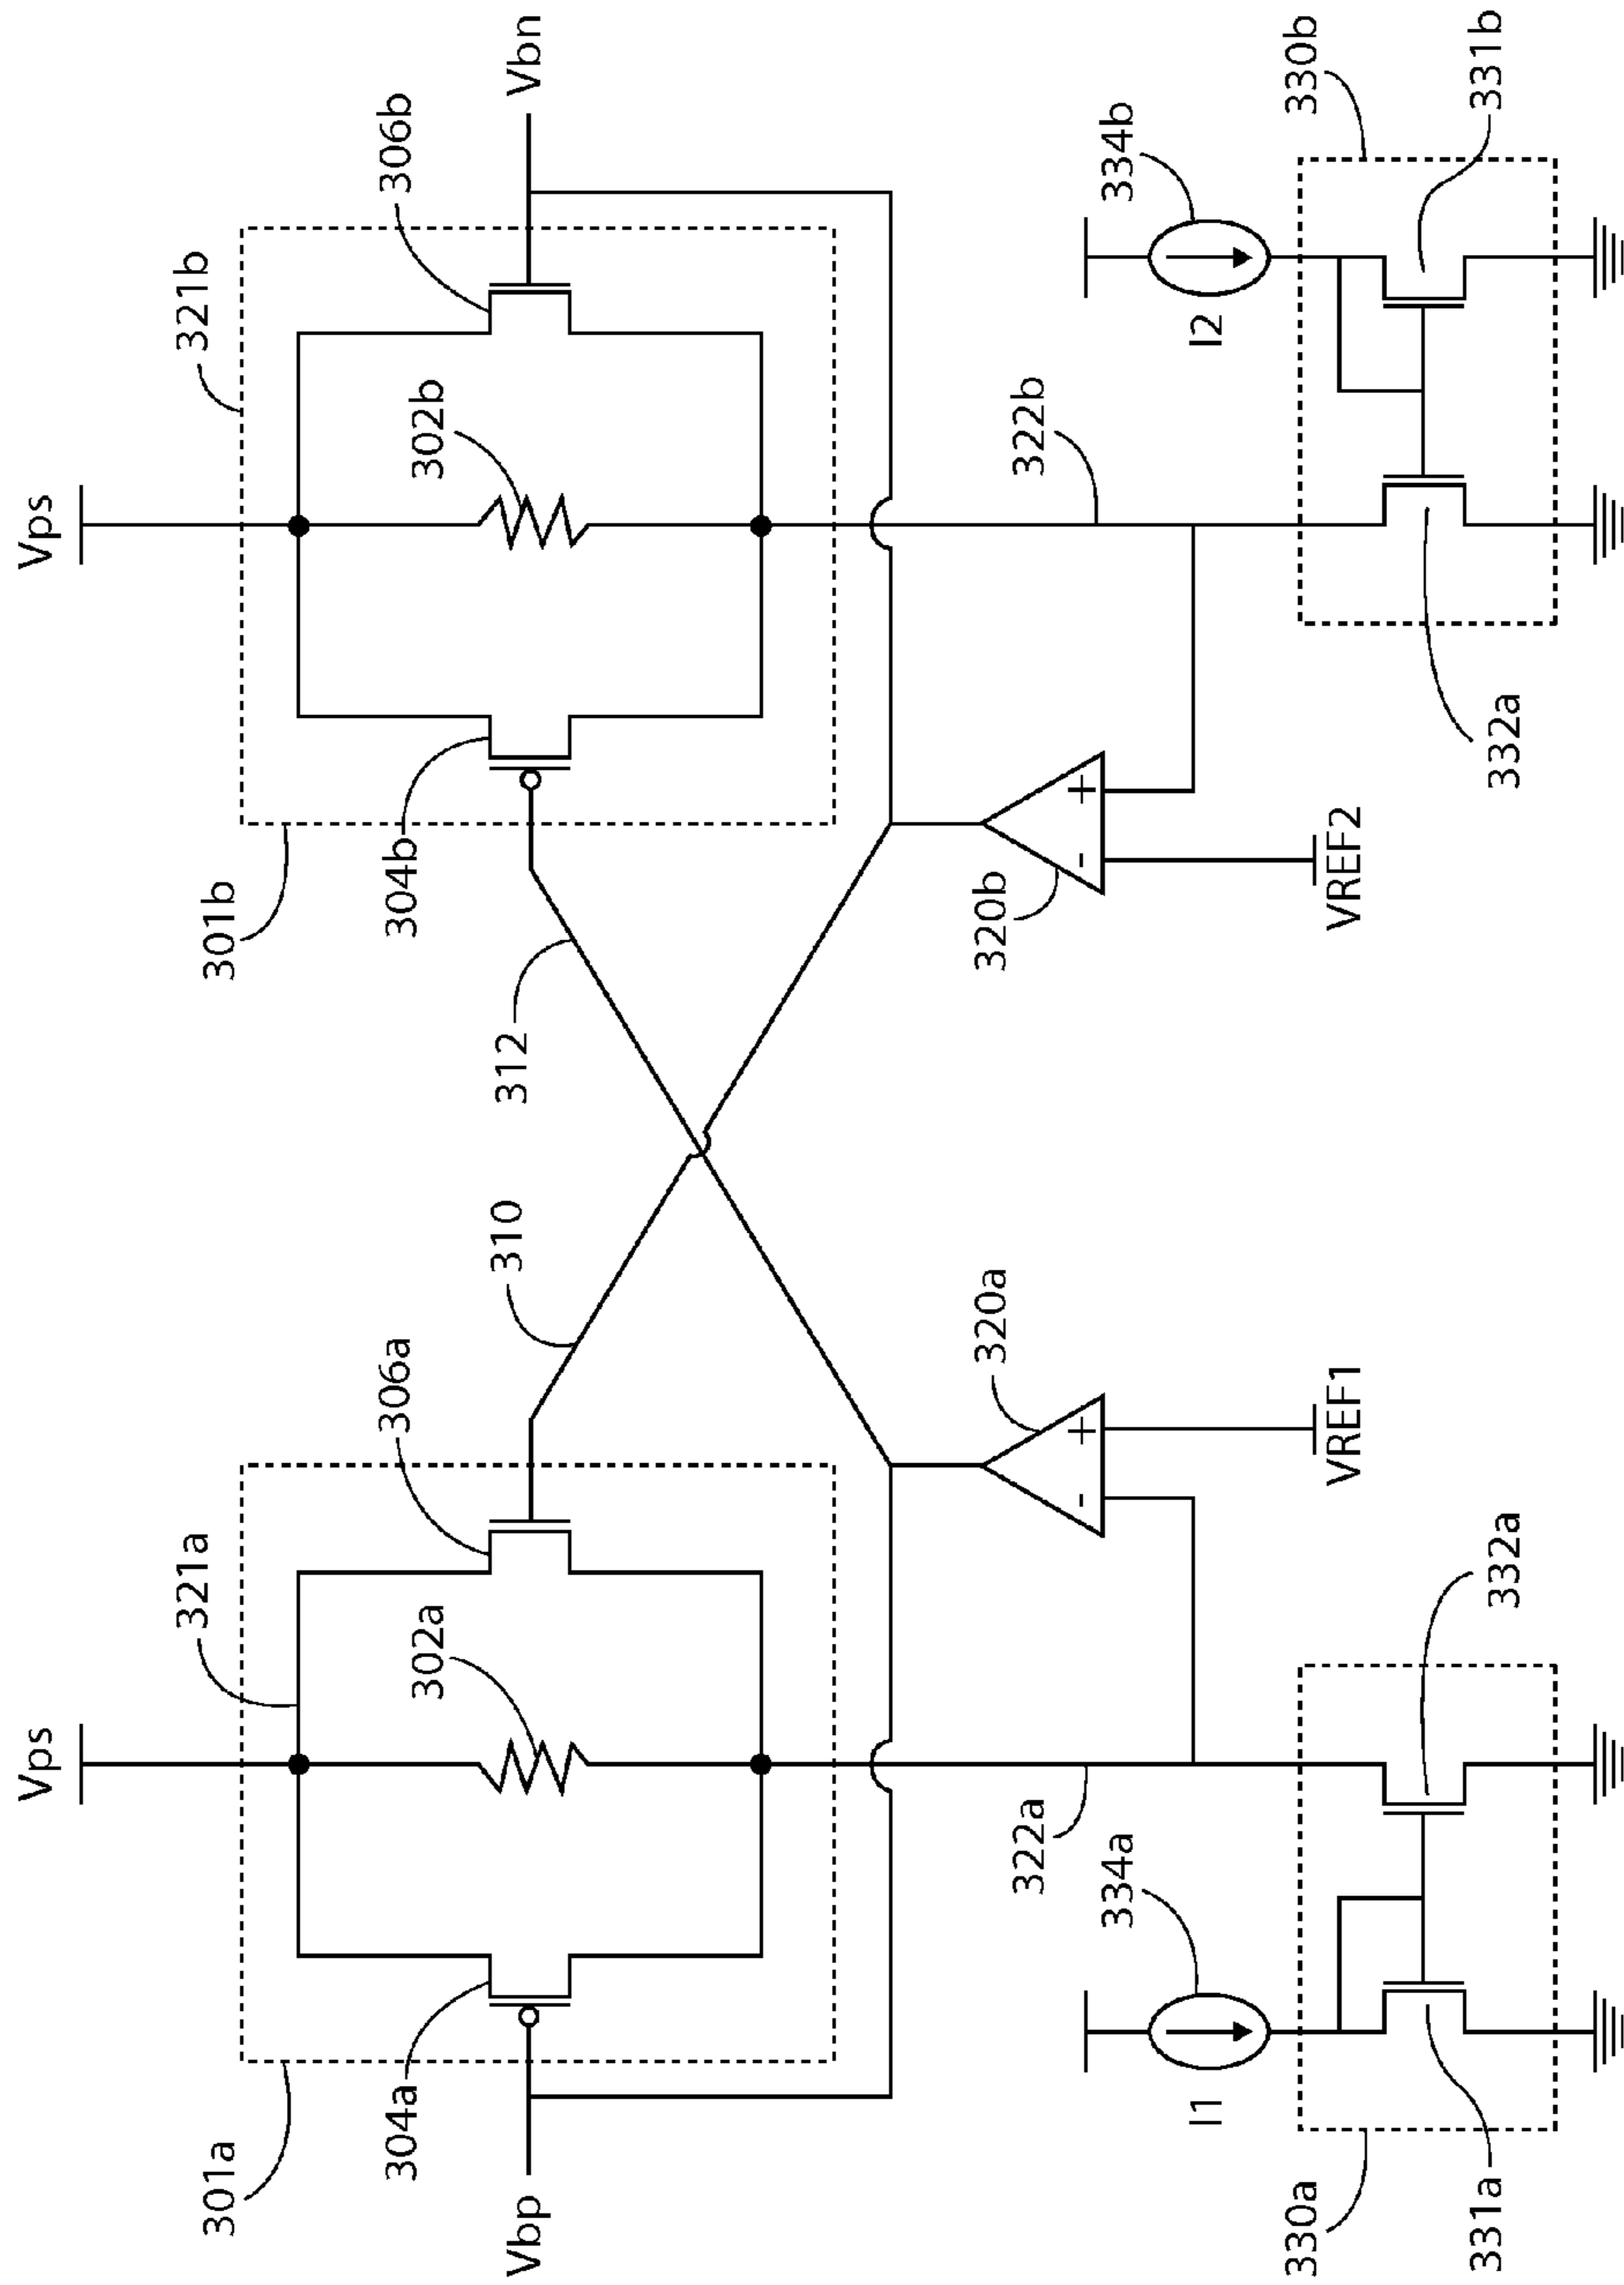 Vps
Vps
321a
321b
301a
301b
304a
302a
306a
304b
302b
306b
Vbp
310
312
Vbn
322a
320a
320b
322b
-
+
-
+
334a
334b
I1
I2
VREF1
VREF2
330a
330b
331a
332a
332a
331b